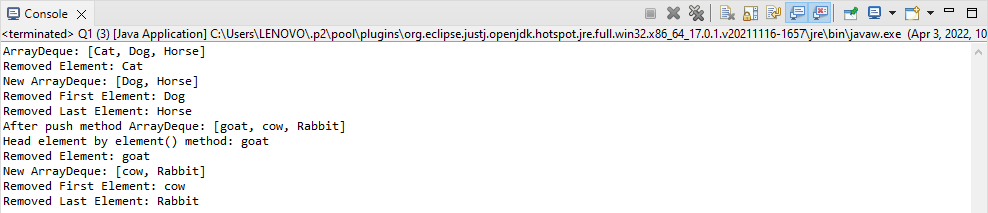 Console
<terminated> Q1 (3) [Java Application] C:\Users\LENOVO\.p2\pool\plugins\org.eclipse.justj.openjdk.hotspot.jre.full.win32.x86_64_17.0.1.v20211116-1657\jre\bin\javaw.exe (Apr 3, 2022, 10
ArrayDeque: [Cat, Dog, Horse]
Removed Element: Cat
New ArrayDeque: [Dog, Horse]
Removed First Element: Dog
Removed Last Element: Horse
After push method ArrayDeque: [goat, cow, Rabbit]
Head element by element() method: goat
Removed Element: goat
New ArrayDeque: [cow, Rabbit]
Removed First Element: cow
Removed Last Element: Rabbit